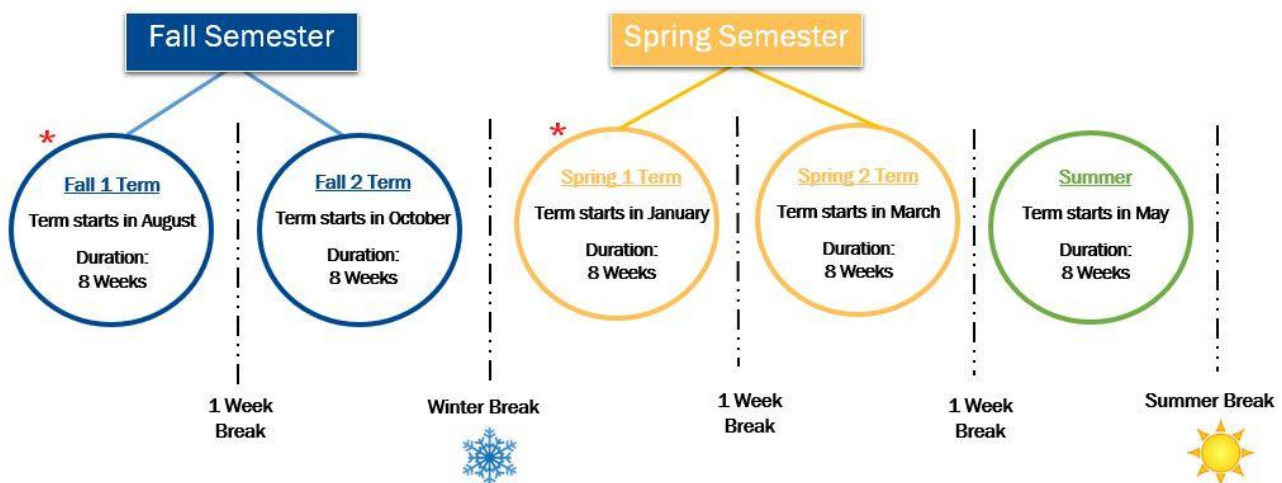 Fall Semester
Spring Semester
*
Fall 1 Term
Term starts in August
Duration:
8 Weeks
Fall 2 Term
Term starts in October
Duration:
8 Weeks
*
Spring 1 Term
Term starts in January
Duration:
8 Weeks
Spring 2 Term
Term starts in March
Duration:
8 Weeks
Summer
Term starts in May
Duration:
8 Weeks
1 Week
Break
Winter Break
1 Week
Break
1 Week
Break
Summer Break